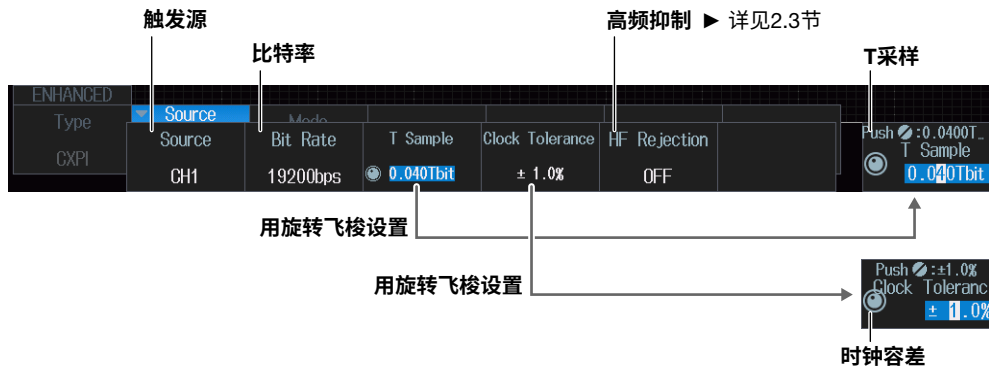 触发源
高频抑制 ▶ 详见2.3节
比特率
T采样
ENHANCED
Type
CXPI
Source
Mode
Source
Bit Rate
T Sample
Clock Tolerance
HF Rejection
CH1
19200bps
0.040Tbit
± 1.0%
OFF
Push :0.0400T_
T Sample
0.040Tbit
用旋转飞梭设置
用旋转飞梭设置
Push :±1.0%
Clock Toleranc
± 1.0%
时钟容差